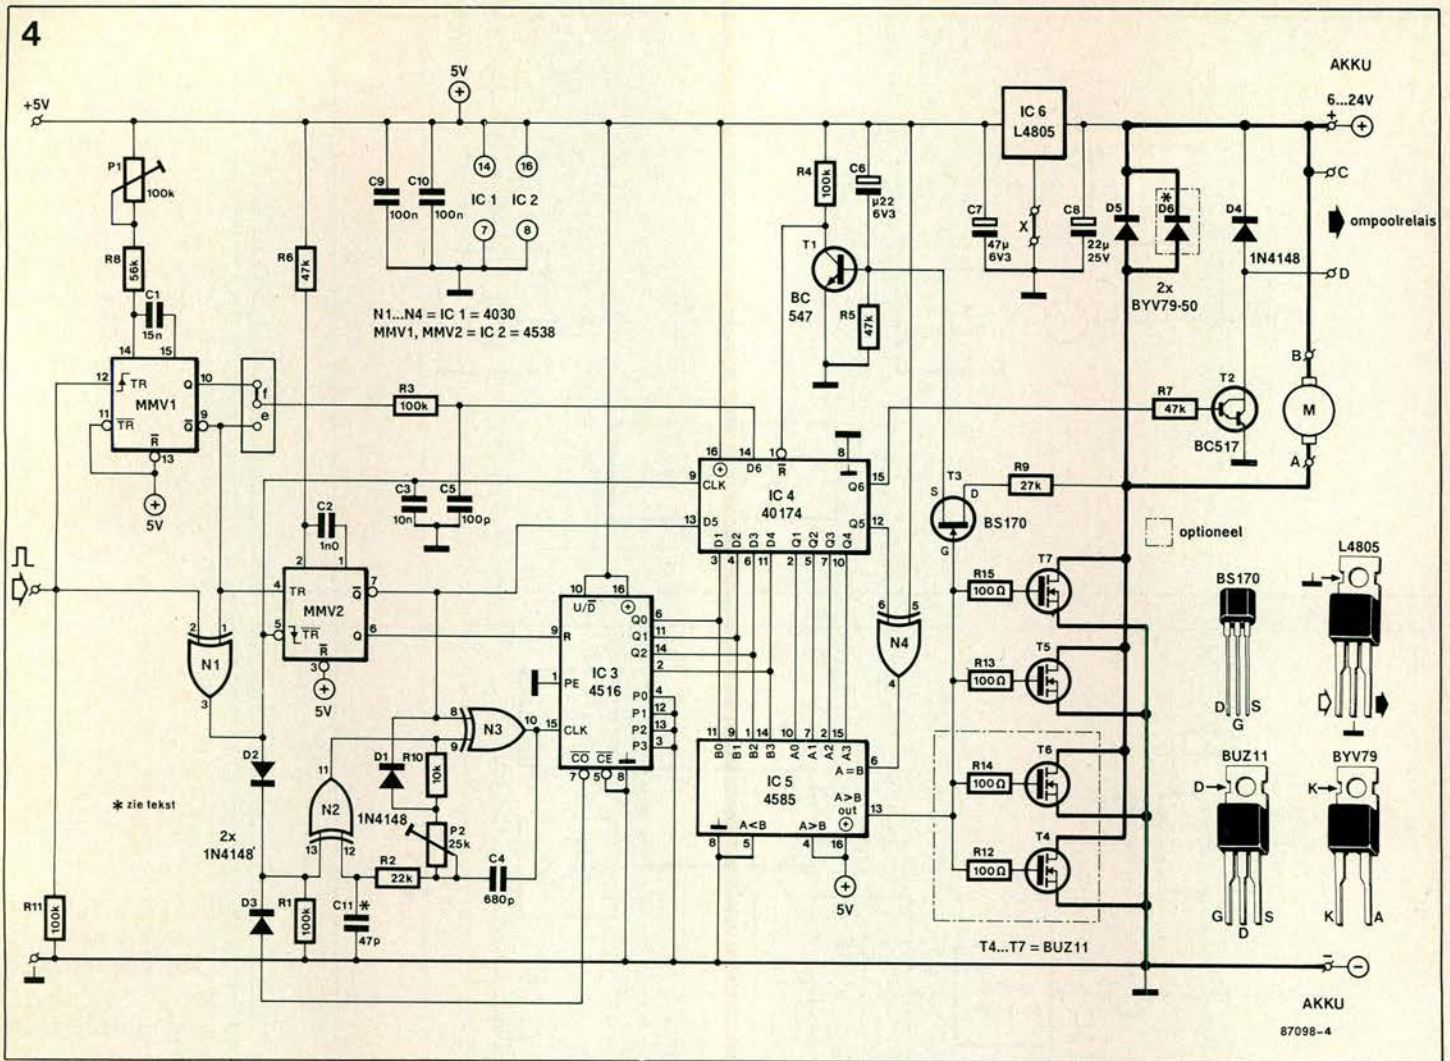 4
+5V
5V
AKKU
6...24V
+
P1
100k
R8
56k
C1
15n
14
15
12
TR
MMV1
Q
10
11
TR
Q
9
R
13
5V
f
e
R6
47k
C9
100n
C10
100n
14
16
IC 1
IC 2
7
8
N1...N4 = IC 1 = 4030
MMV1, MMV2 = IC 2 = 4538
R3
100k
C3
10n
C5
100p
C2
1n0
2
1
4
TR
MMV2
Q
7
5
TR
Q
6
R
3
5V
2
1
N1
3
R4
100k
C6
µ22
6V3
T1
BC
547
R5
47k
IC 6
L4805
C7
47µ
6V3
X
C8
22µ
25V
D5
*
D6
2x
BYV79-50
D4
1N4148
C
ompoolrelais
D
B
M
A
R7
47k
T2
BC517
16
14
1
8
D6
R
9
CLK
IC 4
40174
Q6
15
13
D5
Q5
12
D1
D2
D3
D4
Q1
Q2
Q3
Q4
3
4
6
11
2
5
7
10
S
T3
D
R9
27k
BS170
G
optioneel
6
5
N4
4
10
16
U/D
9
R
IC 3
4516
Q0
6
Q1
11
Q2
14
2
1
PE
P0
4
P1
12
P2
13
P3
3
15
CLK
CO
CE
7
5
8
8
9
N3
10
D1
1N4148
R10
10k
P2
25k
R2
22k
C4
680p
11
N2
13
12
D2
2x
1N4148
D3
R1
100k
C11
*
47p
* zie tekst
R11
100k
11
9
1
14
10
7
2
15
B0
B1
B2
B3
A0
A1
A2
A3
IC 5
4585
A=B
6
A>B
out
13
A<B
A>B
8
5
4
16
5V
R15
100Ω
T7
R13
100Ω
T5
R14
100Ω
T6
R12
100Ω
T4
T4...T7 = BUZ11
BS170
D
G
S
L4805
BUZ11
D
G
D
S
BYV79
K
K
A
−
AKKU
87098-4